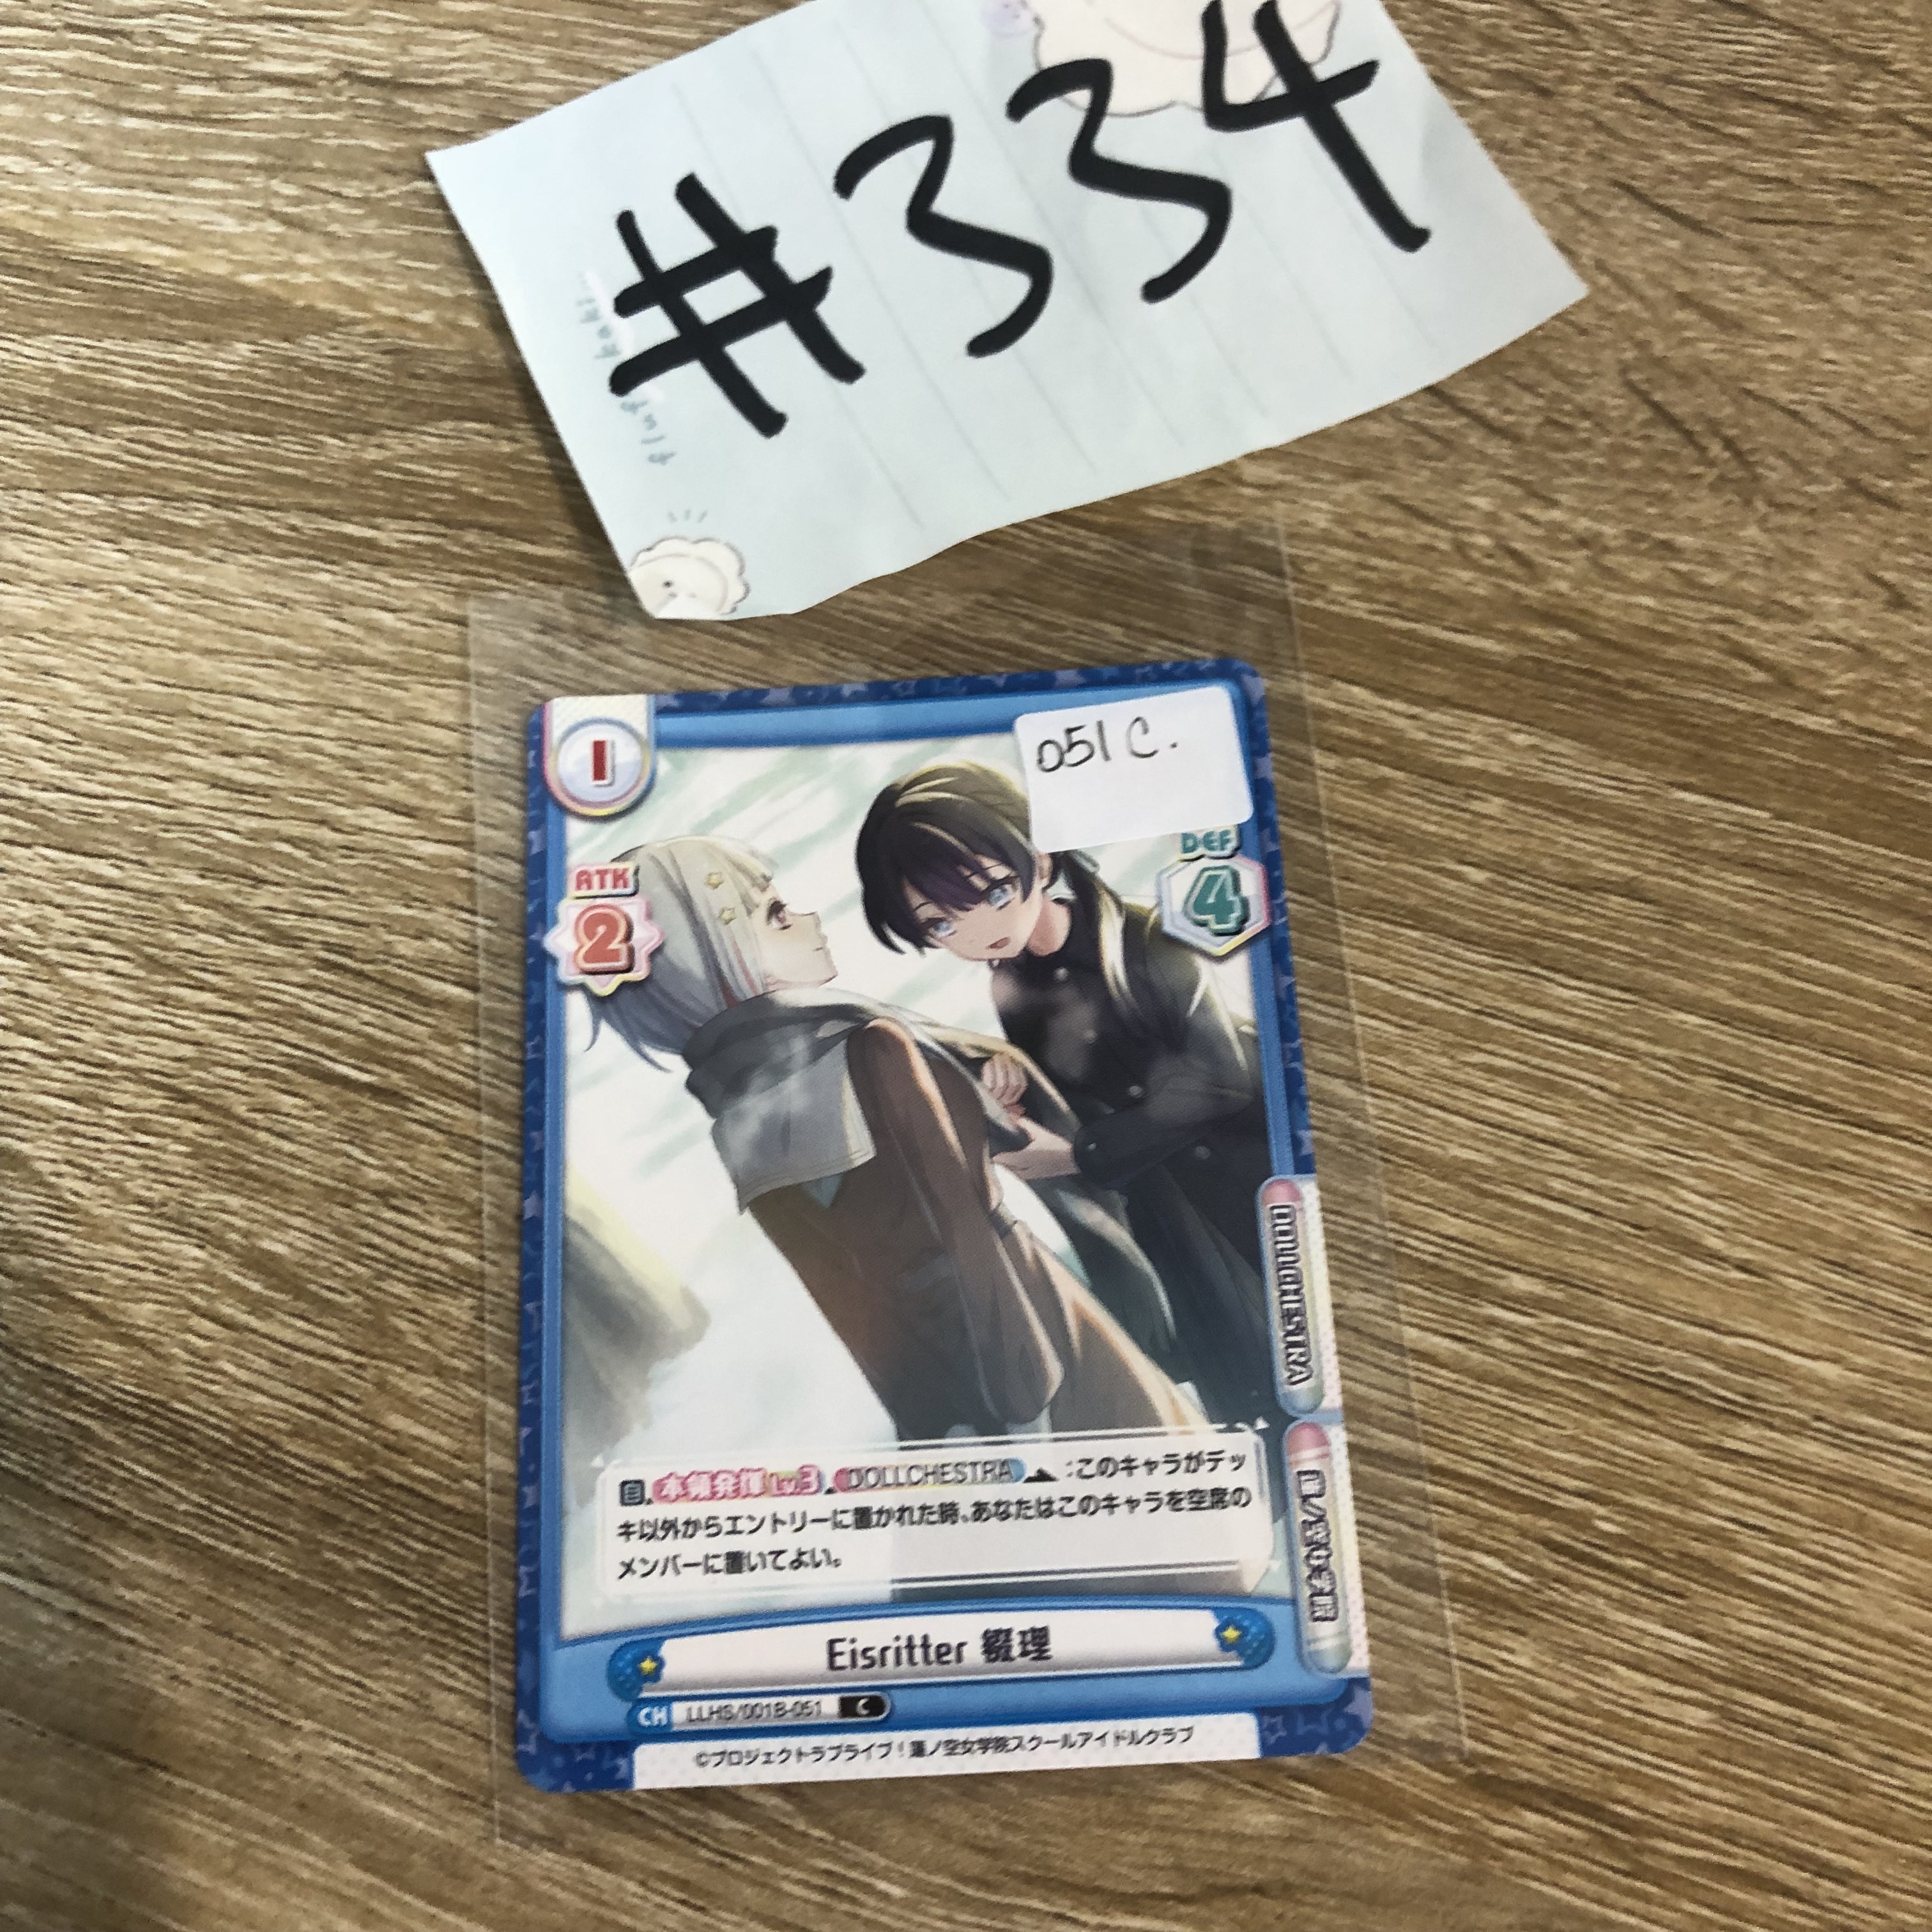 #334
fluf kaki...
051 C.
1
ATK
2
DEF
4
DOLLCHESTRA
蓮ノ空女学院
自 本領発揮 Lv.3 DOLLCHESTRA :このキャラがデッ
キ以外からエントリーに置かれた時、あなたはこのキャラを空席の
メンバーに置いてよい。
Eisritter 綴理
CH LLHS/001B-051 C
©プロジェクトラブライブ!蓮ノ空女学院スクールアイドルクラブ